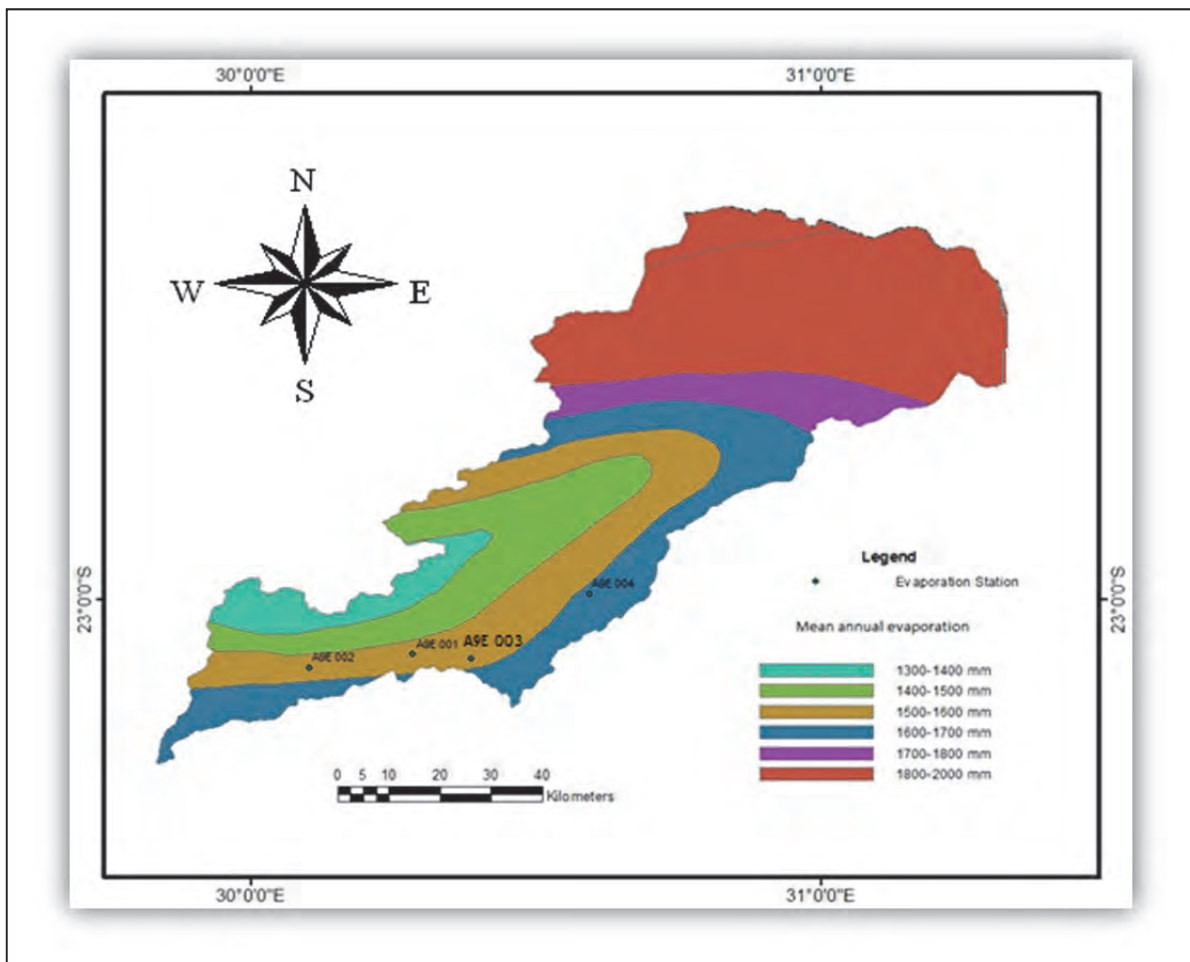 30°0'0"E 31°0'0"E
N
W E
S
23°0'0"S 23°0'0"S
Legend
Evaporation Station
A9E 004
Mean annual evaporation
A9E 001 A9E 003
A9E 002
1300-1400 mm
1400-1500 mm
1500-1600 mm
1600-1700 mm
1700-1800 mm
1800-2000 mm
0 5 10 20 30 40
Kilometers
30°0'0"E 31°0'0"E